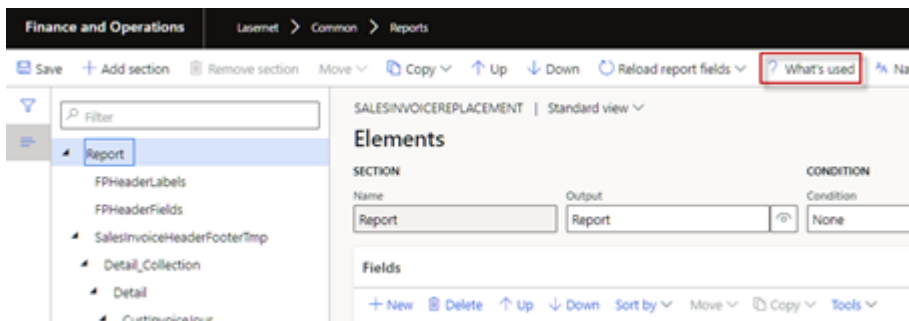 Finance and Operations Lasernet > Common > Reports
Save + Add section Remove section Move Copy Up Down Reload report fields ? What's used Na
Filter
SALESINVOICEREPLACEMENT | Standard view
Elements
Report
SECTION CONDITION
FPHeaderLabels
Name Output Condition
FPHeaderFields
Report Report None
SalesInvoiceHeaderFooterTmp
Detail_Collection
Fields
Detail
+ New Delete Up Down Sort by Move Copy Tools
CustInvoiceJour